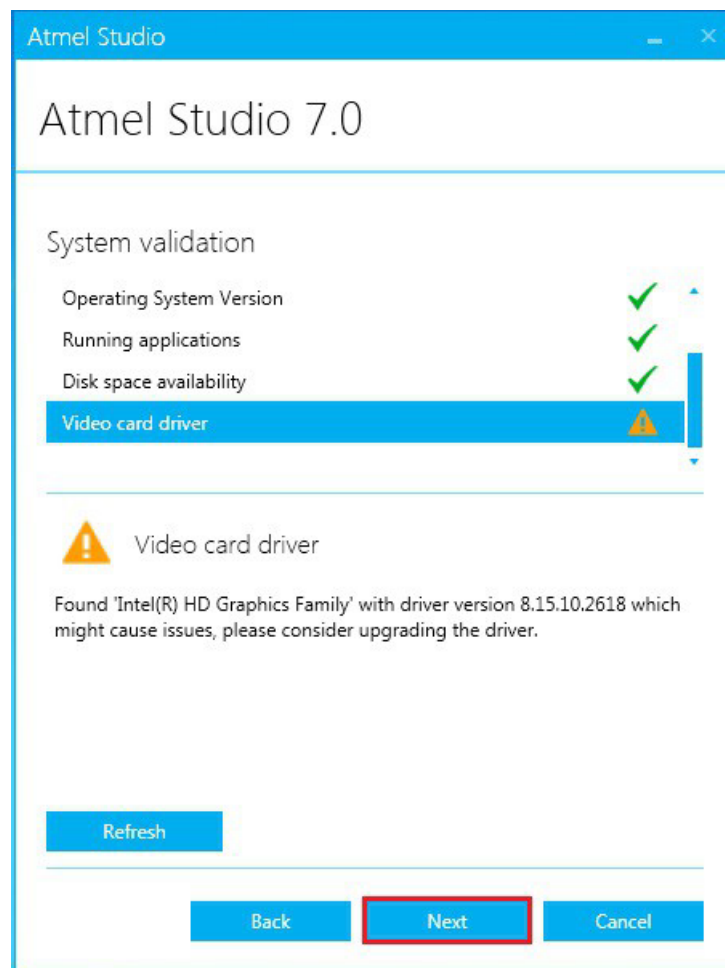 Atmel Studio
Atmel Studio 7.0
System validation
Operating System Version
Running applications
Disk space availability
Video card driver
Video card driver
Found 'Intel(R) HD Graphics Family' with driver version 8.15.10.2618 which
might cause issues, please consider upgrading the driver.
Refresh
Back Next Cancel